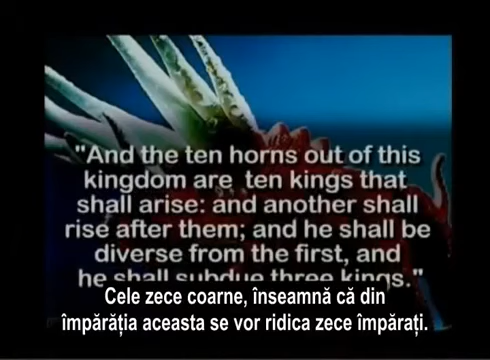 "And the ten horns out of this
kingdom are ten kings that
shall arise: and another shall
rise after them; and he shall be
diverse from the first, and
he shall subdue three kings."
Cele zece coarne, înseamnă că din
împărăția aceasta se vor ridica zece împărați.